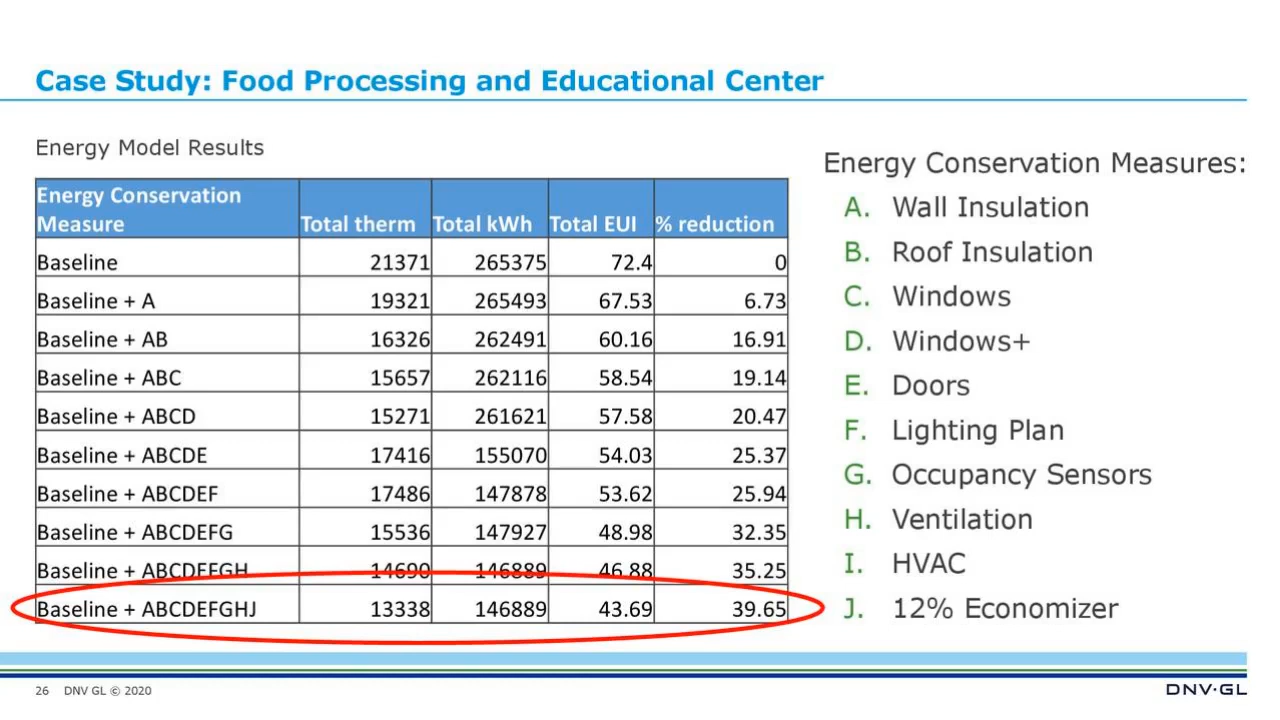 Case Study: Food Processing and Educational Center
Energy Model Results
Energy Conservation
Measure Total therm Total kWh Total EUI % reduction
Baseline 21371 265375 72.4 0
Baseline + A 19321 265493 67.53 6.73
Baseline + AB 16326 262491 60.16 16.91
Baseline + ABC 15657 262116 58.54 19.14
Baseline + ABCD 15271 261621 57.58 20.47
Baseline + ABCDE 17416 155070 54.03 25.37
Baseline + ABCDEF 17486 147878 53.62 25.94
Baseline + ABCDEFG 15536 147927 48.98 32.35
Baseline + ABCDEFGH 14690 146889 46.88 35.25
Baseline + ABCDEFGHJ 13338 146889 43.69 39.65
Energy Conservation Measures:
A. Wall Insulation
B. Roof Insulation
C. Windows
D. Windows+
E. Doors
F. Lighting Plan
G. Occupancy Sensors
H. Ventilation
I. HVAC
J. 12% Economizer
26 DNV GL © 2020
DNV·GL